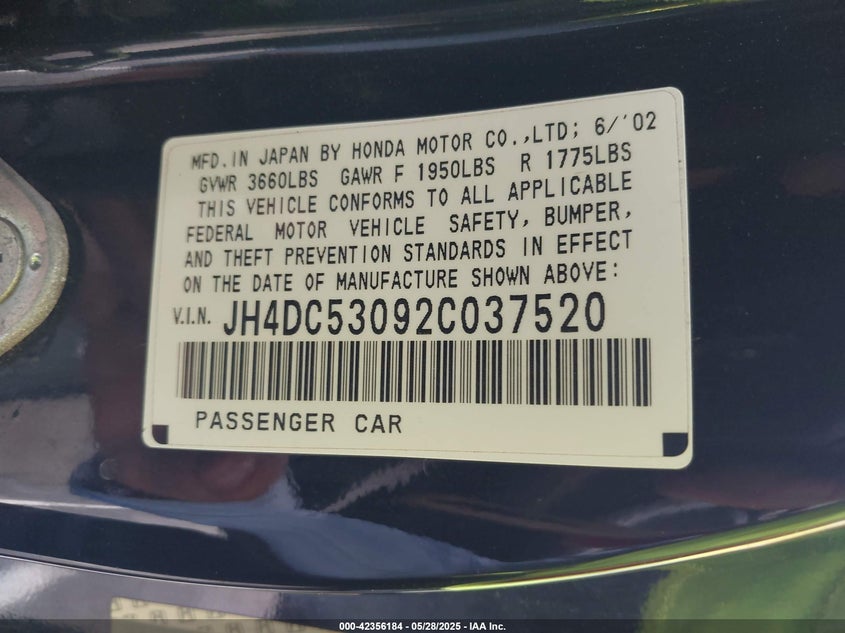 MFD.IN JAPAN BY HONDA MOTOR CO.,LTD; 6/'02
GVWR 3660LBS GAWR F 1950LBS R 1775LBS
THIS VEHICLE CONFORMS TO ALL APPLICABLE
FEDERAL MOTOR VEHICLE SAFETY, BUMPER,
AND THEFT PREVENTION STANDARDS IN EFFECT
ON THE DATE OF MANUFACTURE SHOWN ABOVE:
V.I.N. JH4DC53092C037520
PASSENGER CAR
000-42356184 - 05/28/2025 - IAA Inc.